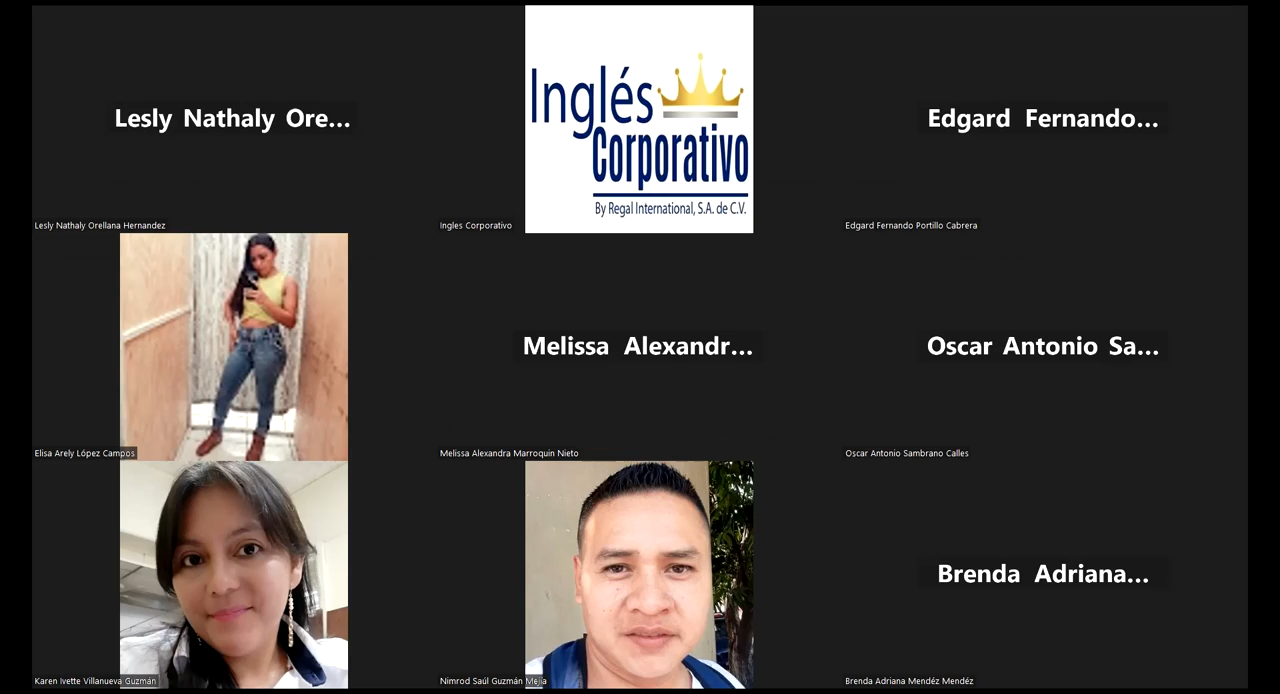 Lesly Nathaly Ore...
Lesly Nathaly Orellana Hernandez
Inglés
Corporativo
By Regal International, S.A. de C.V.
Ingles Corporativo
Edgard Fernando...
Edgard Fernando Portillo Cabrera
Elisa Arely López Campos
Melissa Alexandr...
Melissa Alexandra Marroquin Nieto
Oscar Antonio Sa...
Oscar Antonio Sambrano Calles
Karen Ivette Villanueva Guzmán
Nimrod Saúl Guzmán Mejía
Brenda Adriana...
Brenda Adriana Mendéz Mendéz